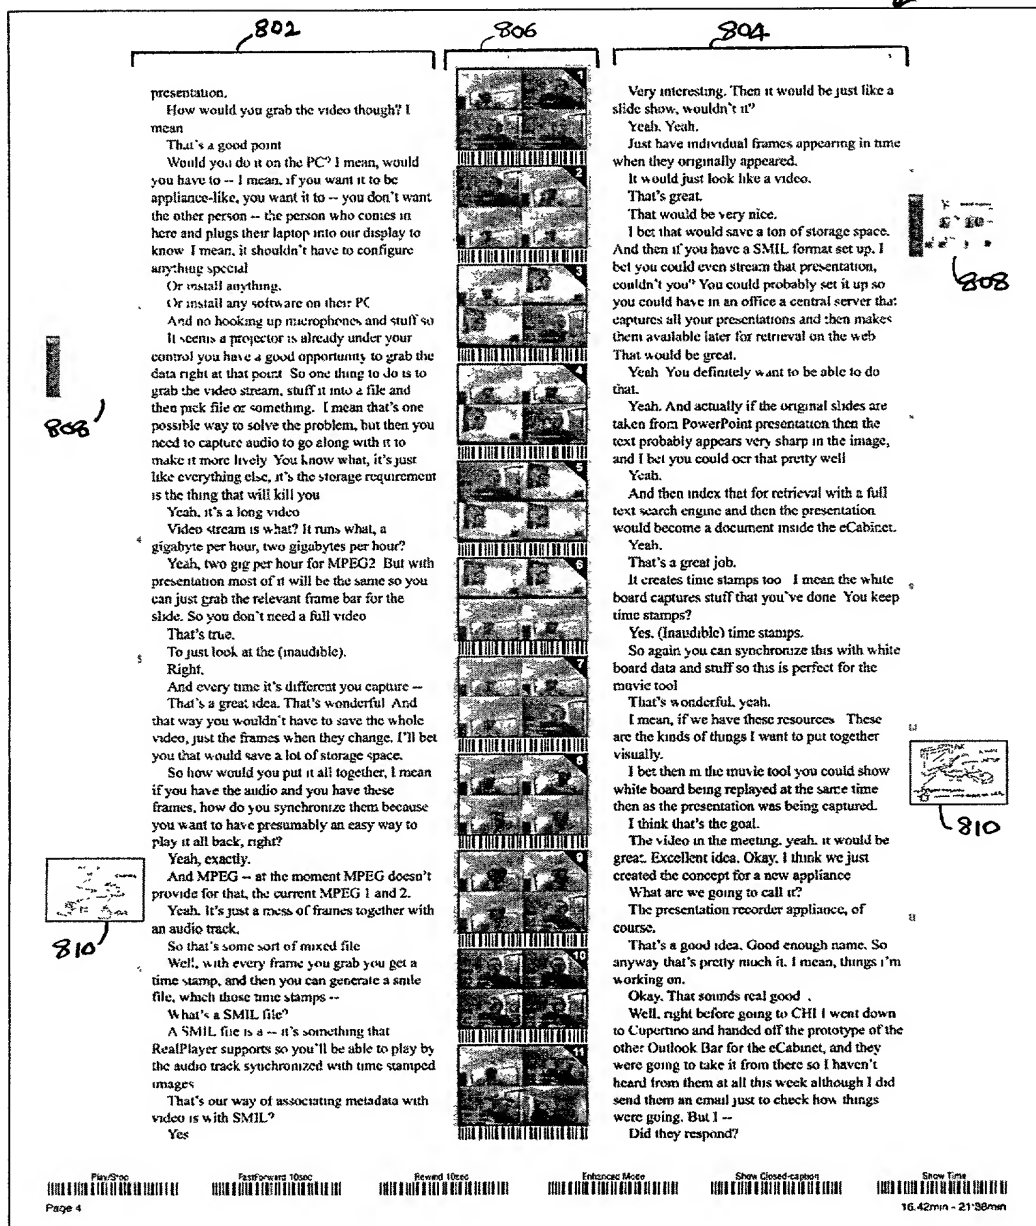 802
806
804
presentation.
How would you grab the video though? I
mean
That's a good point
Would you do it on the PC? I mean, would
you have to -- I mean, if you want it to be
appliance-like, you want it to -- you don't want
the other person -- the person who comes in
here and plugs their laptop into our display to
know I mean, it shouldn't have to configure
anything special
Or install anything.
Or install any software on their PC
And no hooking up microphones and stuff so
It seems a projector is already under your
control you have a good opportunity to grab the
data right at that point So one thing to do is to
grab the video stream, stuff it into a file and
then pick file or something. I mean that's one
possible way to solve the problem, but then you
need to capture audio to go along with it to
make it more lively You know what, it's just
like everything else, it's the storage requirement
is the thing that will kill you
Yeah, it's a long video
Video stream is what? It runs what, a
gigabyte per hour, two gigabytes per hour?
Yeah, two gig per hour for MPEG2 But with
presentation most of it will be the same so you
can just grab the relevant frame bar for the
slide. So you don't need a full video
That's true.
To just look at the (inaudible).
Right.
And every time it's different you capture --
That's a great idea. That's wonderful And
that way you wouldn't have to save the whole
video, just the frames when they change. I'll bet
you that would save a lot of storage space.
So how would you put it all together, I mean
if you have the audio and you have these
frames, how do you synchronize them because
you want to have presumably an easy way to
play it all back, right?
Yeah, exactly.
And MPEG -- at the moment MPEG doesn't
provide for that, the current MPEG 1 and 2.
Yeah. It's just a mess of frames together with
an audio track.
So that's some sort of mixed file
Well, with every frame you grab you get a
time stamp, and then you can generate a smile
file, which those time stamps --
What's a SMIL file?
A SMIL file is a -- it's something that
RealPlayer supports so you'll be able to play by
the audio track synchronized with time stamped
images
That's our way of associating metadata with
video is with SMIL?
Yes
808
810
4
5
1
2
3
4
5
6
7
8
9
10
11
Very interesting. Then it would be just like a
slide show, wouldn't it?
Yeah. Yeah.
Just have individual frames appearing in time
when they originally appeared.
It would just look like a video.
That's great.
That would be very nice.
I bet that would save a ton of storage space.
And then if you have a SMIL format set up, I
bet you could even stream that presentation,
couldn't you? You could probably set it up so
you could have in an office a central server that
captures all your presentations and then makes
them available later for retrieval on the web
That would be great.
Yeah You definitely want to be able to do
that.
Yeah. And actually if the original slides are
taken from PowerPoint presentation then the
text probably appears very sharp in the image,
and I bet you could ocr that pretty well
Yeah.
And then index that for retrieval with a full
text search engine and then the presentation
would become a document inside the eCabinet.
Yeah.
That's a great job.
It creates time stamps too I mean the white
board captures stuff that you've done You keep
time stamps?
Yes. (Inaudible) time stamps.
So again you can synchronize this with white
board data and stuff so this is perfect for the
muvie tool
That's wonderful, yeah.
I mean, if we have these resources These
are the kinds of things I want to put together
visually.
I bet then in the muvie tool you could show
white board being replayed at the same time
then as the presentation was being captured.
I think that's the goal.
The video in the meeting, yeah, it would be
great. Excellent idea. Okay. I think we just
created the concept for a new appliance
What are we going to call it?
The presentation recorder appliance, of
course.
That's a good idea. Good enough name. So
anyway that's pretty much it. I mean, things i'm
working on.
Okay. That sounds real good .
Well, right before going to CHI I went down
to Cupertino and handed off the prototype of the
other Outlook Bar for the eCabinet, and they
were going to take it from there so I haven't
heard from them at all this week although I did
send them an email just to check how things
were going. But I --
Did they respond?
808
810
Play/Stop
FastForward 10sec
Rewind 10sec
Enhanced Mode
Show Closed-caption
Show Time
Page 4
16.42min - 21:38min